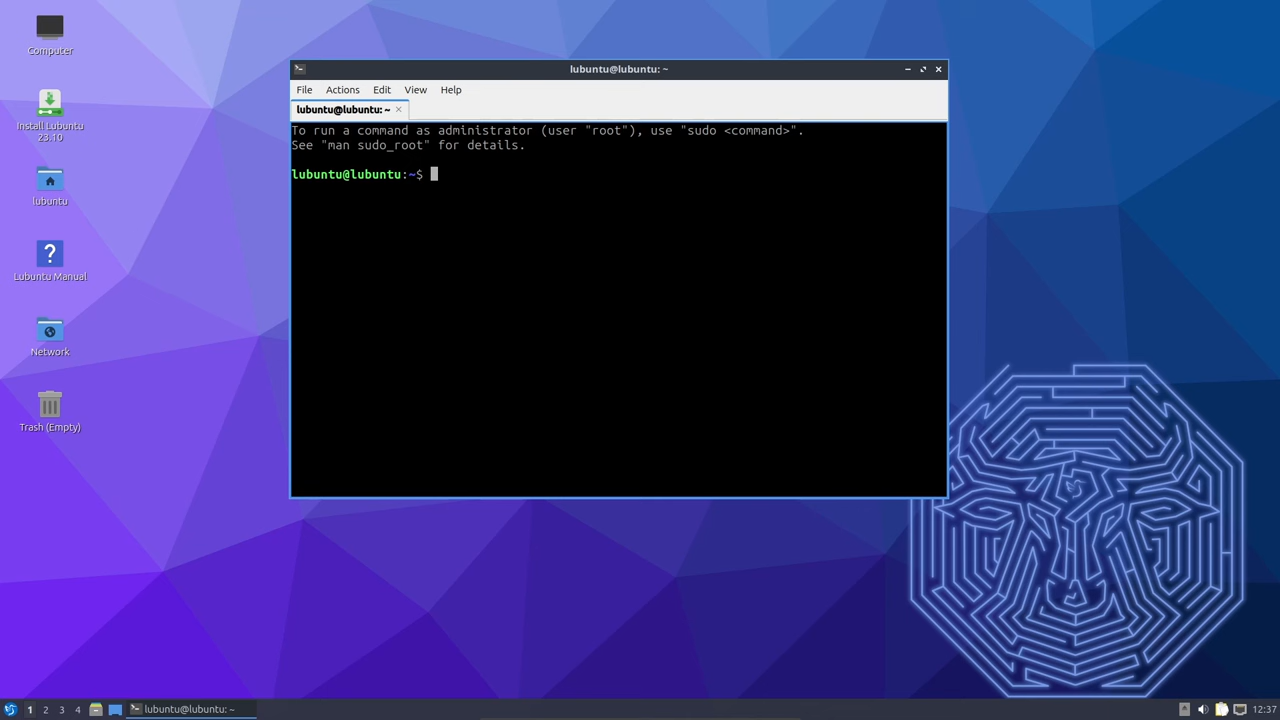 Computer
Install Lubuntu
23.10
lubuntu
Lubuntu Manual
Network
Trash (Empty)
lubuntu@lubuntu: ~
File Actions Edit View Help
lubuntu@lubuntu: ~
To run a command as administrator (user "root"), use "sudo <command>".
See "man sudo_root" for details.
lubuntu@lubuntu:~$
1 2 3 4 lubuntu@lubuntu: ~ 12:37